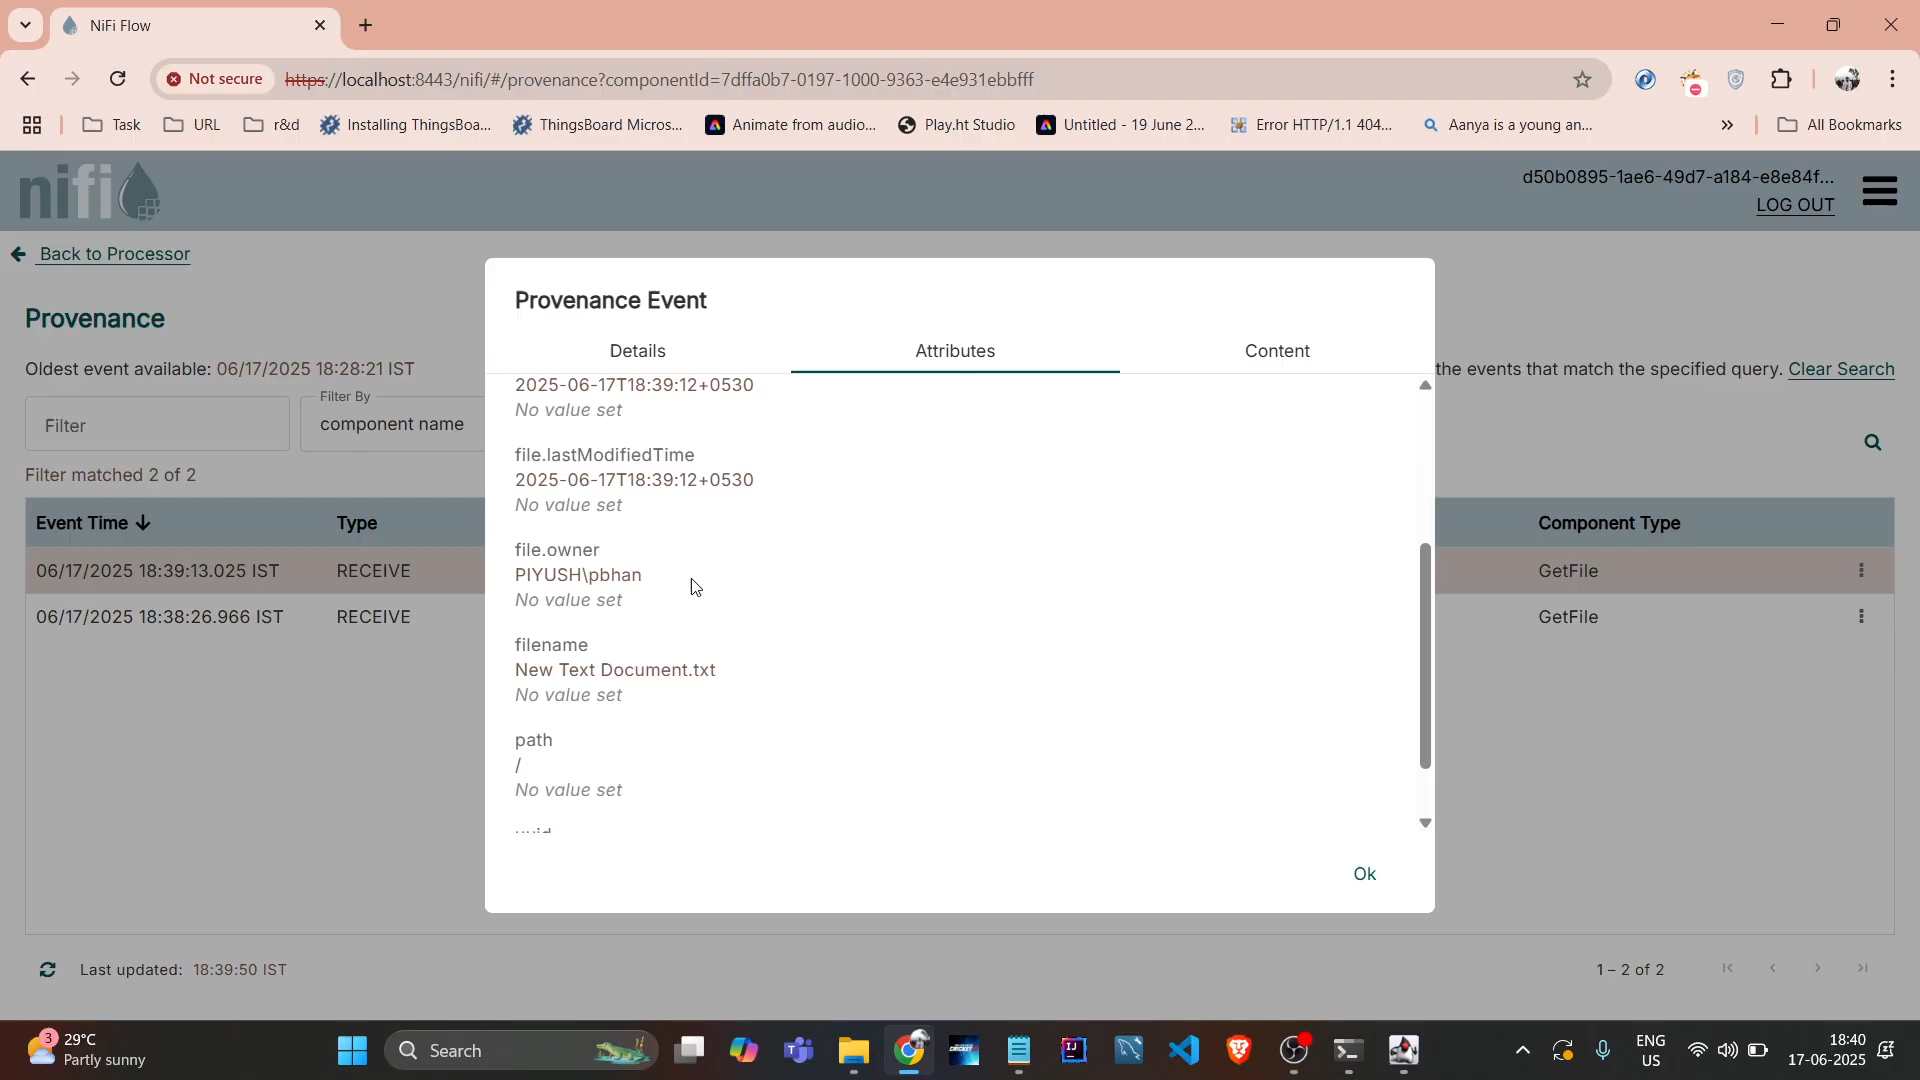 NiFi Flow
Not secure
https://localhost:8443/nifi/#/provenance?componentId=7dffa0b7-0197-1000-9363-e4e931ebbfff
Task
URL
r&d
Installing ThingsBoa...
ThingsBoard Micros...
Animate from audio...
Play.ht Studio
Untitled - 19 June 2...
Error HTTP/1.1 404...
Aanya is a young an...
All Bookmarks
nifi
d50b0895-1ae6-49d7-a184-e8e84f...
LOG OUT
Back to Processor
Provenance
Oldest event available: 06/17/2025 18:28:21 IST
the events that match the specified query. Clear Search
Filter
Filter By
component name
Filter matched 2 of 2
Event Time
Type
Component Type
06/17/2025 18:39:13.025 IST
RECEIVE
GetFile
06/17/2025 18:38:26.966 IST
RECEIVE
GetFile
Provenance Event
Details
Attributes
Content
2025-06-17T18:39:12+0530
No value set
file.lastModifiedTime
2025-06-17T18:39:12+0530
No value set
file.owner
PIYUSH\pbhan
No value set
filename
New Text Document.txt
No value set
path
/
No value set
Ok
Last updated: 18:39:50 IST
1 – 2 of 2
3
29°C
Partly sunny
Search
ENG
US
18:40
17-06-2025